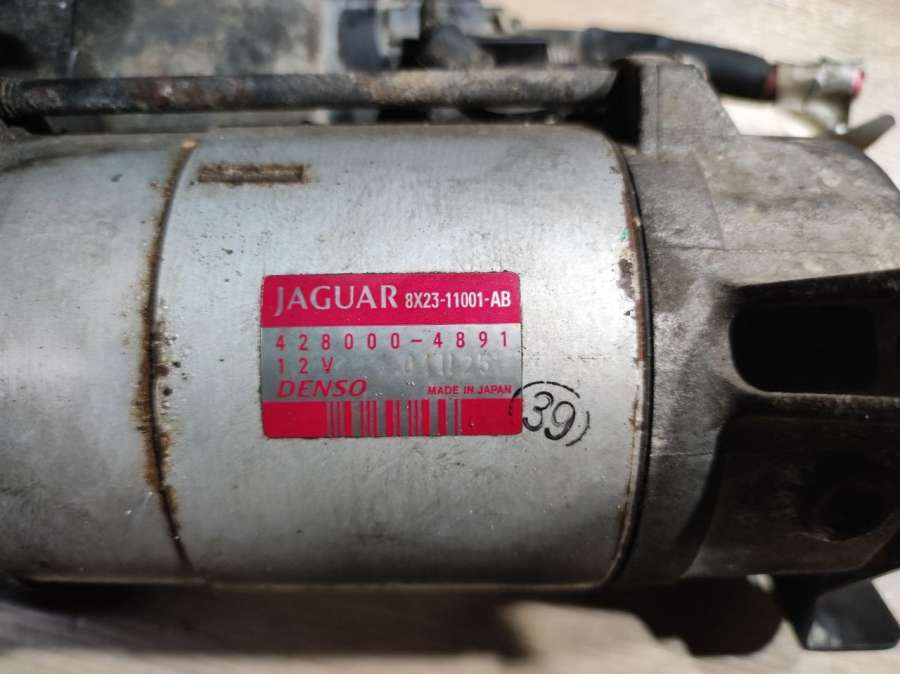 JAGUAR 8X23-11001-AB
428000-4891
12V
DENSO MADE IN JAPAN
39